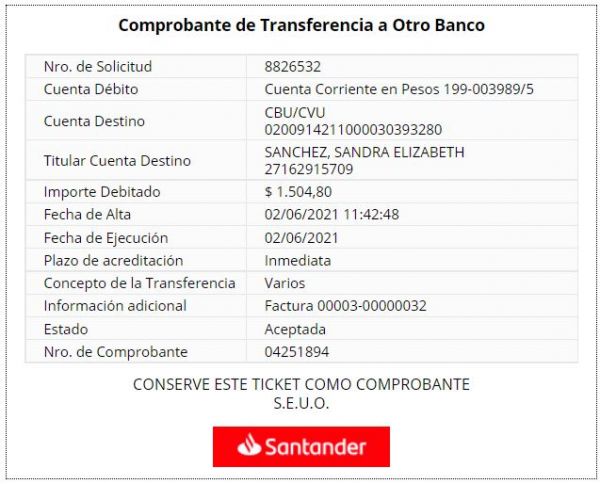 Comprobante de Transferencia a Otro Banco
Nro. de Solicitud 8826532
Cuenta Débito Cuenta Corriente en Pesos 199-003989/5
Cuenta Destino CBU/CVU
0200914211000030393280
Titular Cuenta Destino SANCHEZ, SANDRA ELIZABETH
27162915709
Importe Debitado $ 1.504,80
Fecha de Alta 02/06/2021 11:42:48
Fecha de Ejecución 02/06/2021
Plazo de acreditación Inmediata
Concepto de la Transferencia Varios
Información adicional Factura 00003-00000032
Estado Aceptada
Nro. de Comprobante 04251894
CONSERVE ESTE TICKET COMO COMPROBANTE
S.E.U.O.
Santander